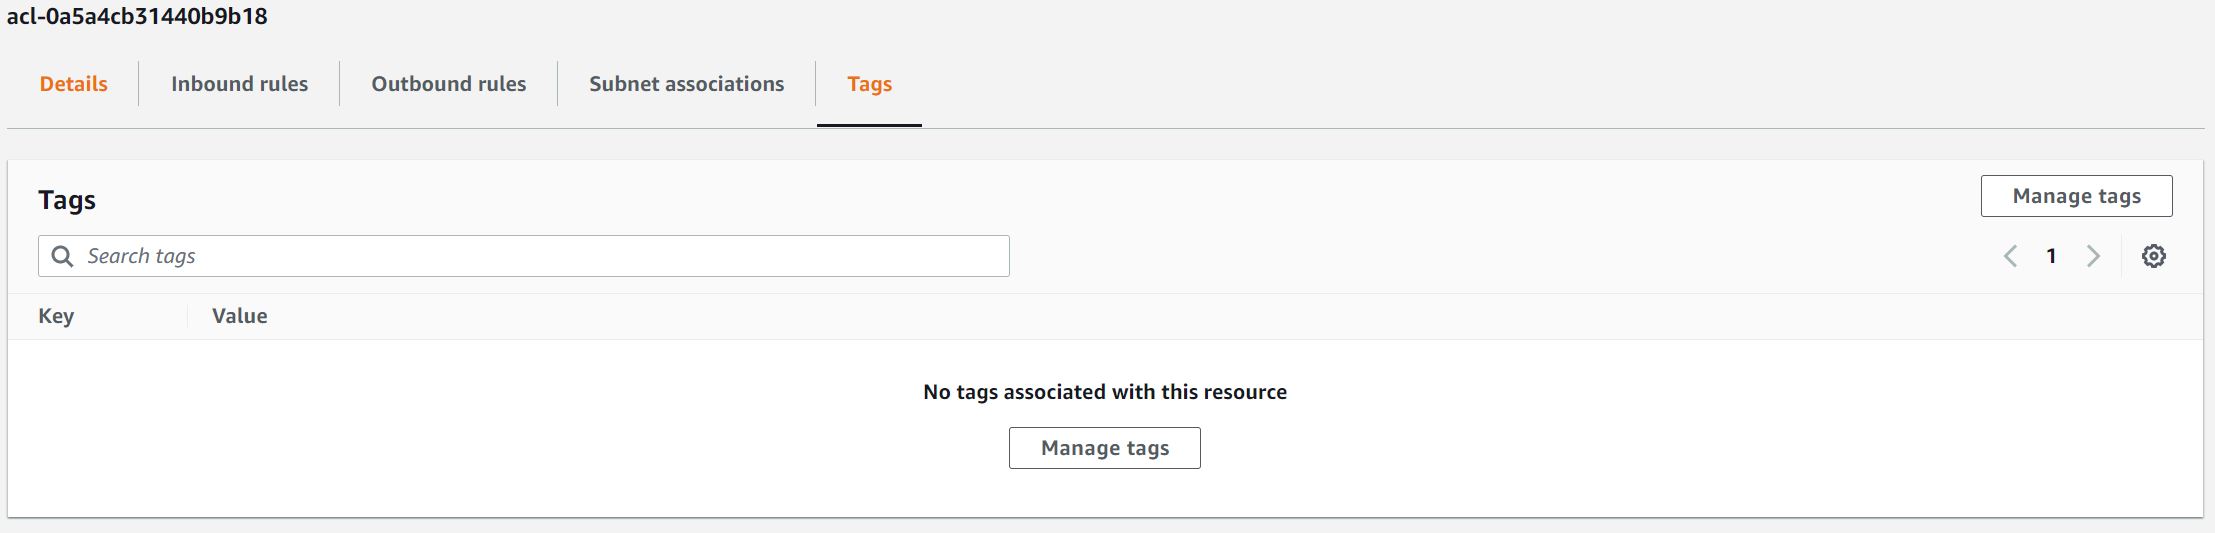 acl-0a5a4cb31440b9b18
Details Inbound rules Outbound rules Subnet associations Tags
Tags Manage tags
Search tags 1
Key Value
No tags associated with this resource
Manage tags